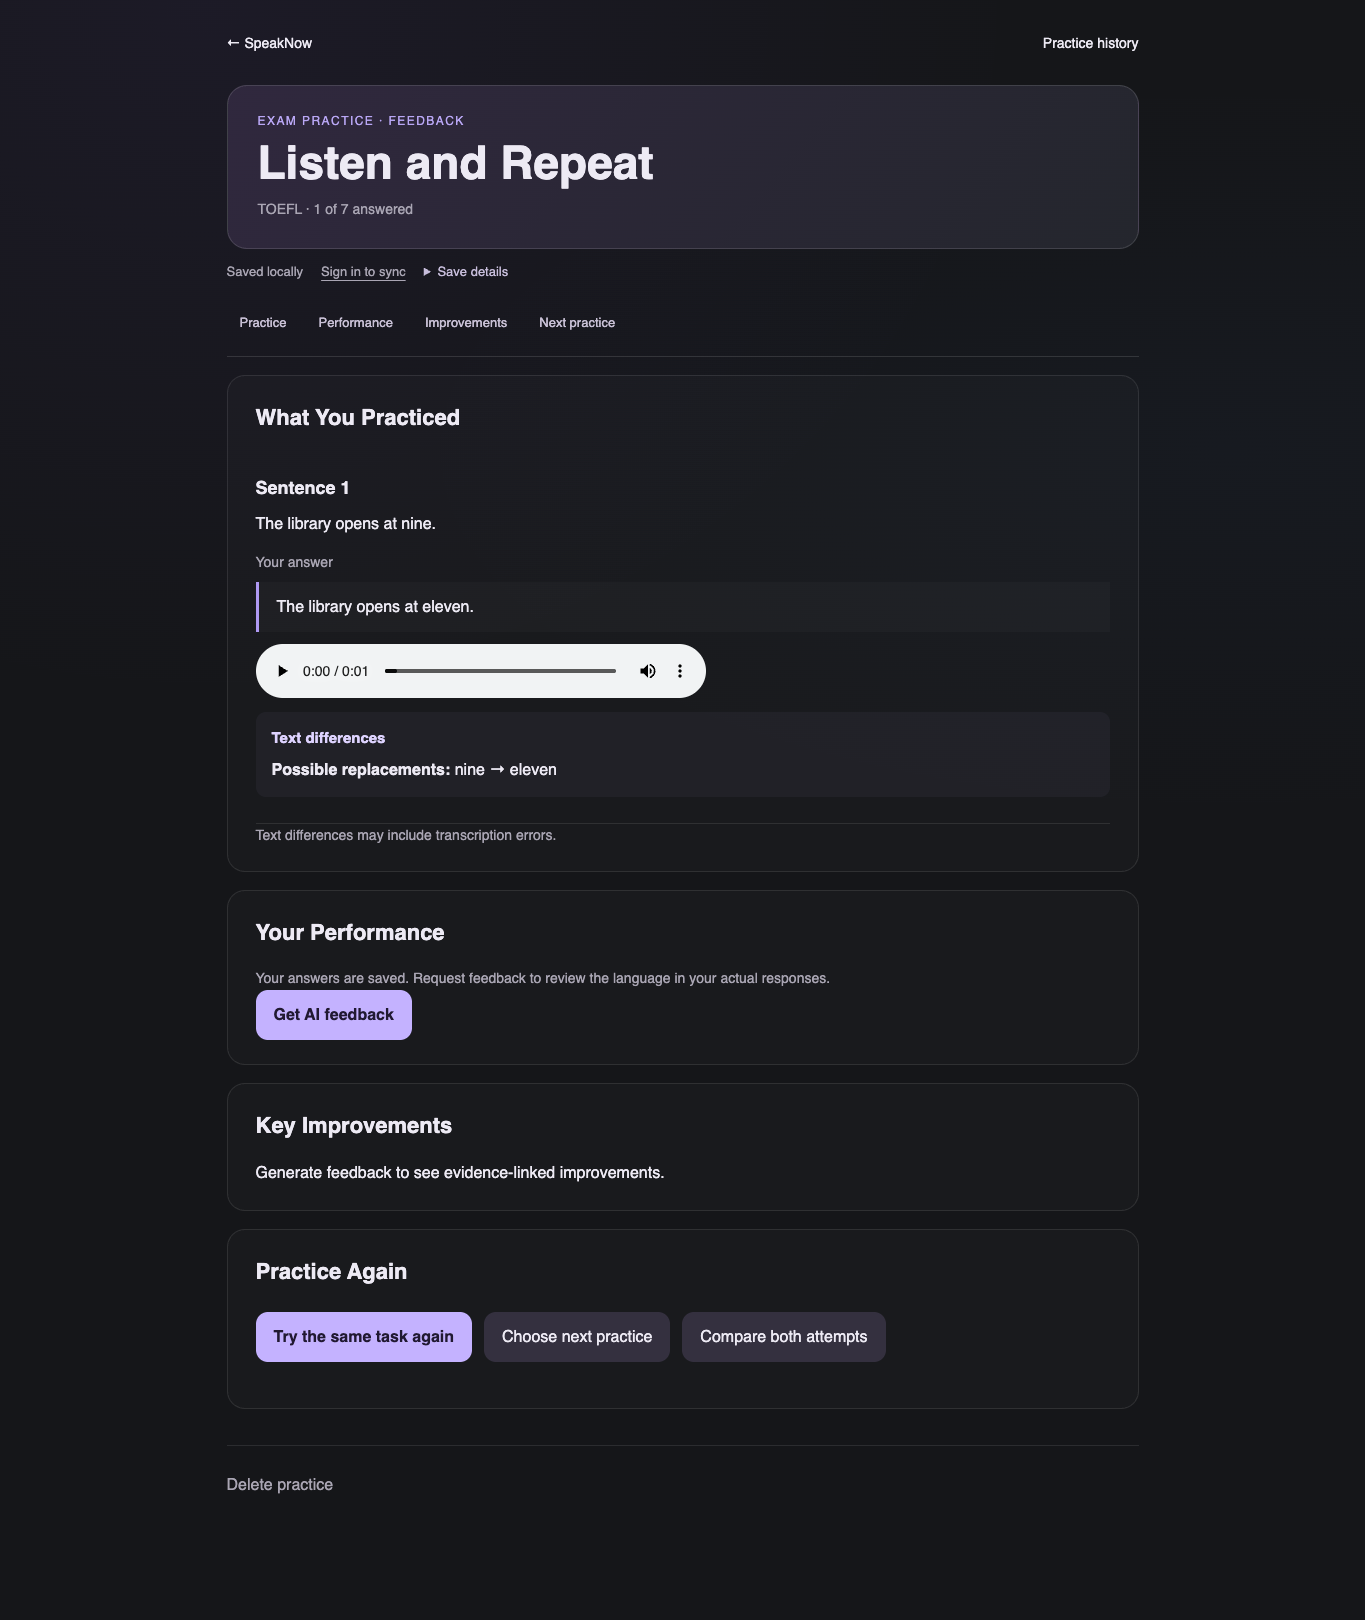 ← SpeakNow
Practice history
EXAM PRACTICE · FEEDBACK
Listen and Repeat
TOEFL · 1 of 7 answered
Saved locally Sign in to sync ▶ Save details
Practice Performance Improvements Next practice
What You Practiced
Sentence 1
The library opens at nine.
Your answer
The library opens at eleven.
0:00 / 0:01
Text differences
Possible replacements: nine → eleven
Text differences may include transcription errors.
Your Performance
Your answers are saved. Request feedback to review the language in your actual responses.
Get AI feedback
Key Improvements
Generate feedback to see evidence-linked improvements.
Practice Again
Try the same task again Choose next practice Compare both attempts
Delete practice